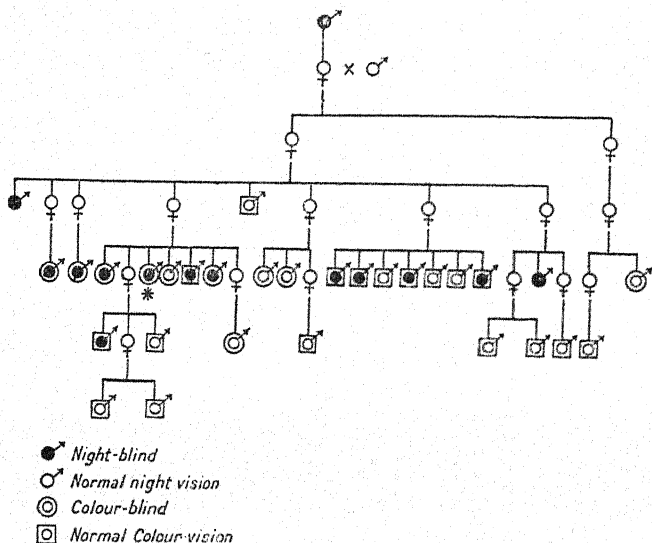 x
*
Night-blind
Normal night vision
Colour-blind
Normal Colour-vision